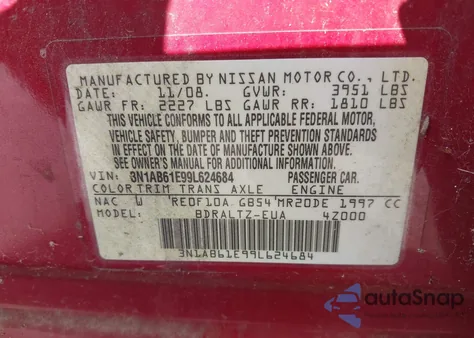 MANUFACTURED BY NISSAN MOTOR CO., LTD.
DATE: 11/08. GVWR: 3951 LBS
GAWR FR: 2227 LBS GAWR RR: 1810 LBS
THIS VEHICLE CONFORMS TO ALL APPLICABLE FEDERAL MOTOR
VEHICLE SAFETY, BUMPER AND THEFT PREVENTION STANDARDS
IN EFFECT ON THE DATE OF MANUFACTURE SHOWN ABOVE.
SEE OWNER'S MANUAL FOR ADDITIONAL INFORMATION.
VIN: 3N1AB61E99L624684 PASSENGER CAR.
COLOR TRIM TRANS AXLE ENGINE
NAC W RE0F10A GB54 MR20DE 1997 CC
MODEL: BDRALTZ-EUA 4Z000
3N1AB61E99L624684
autoSnap